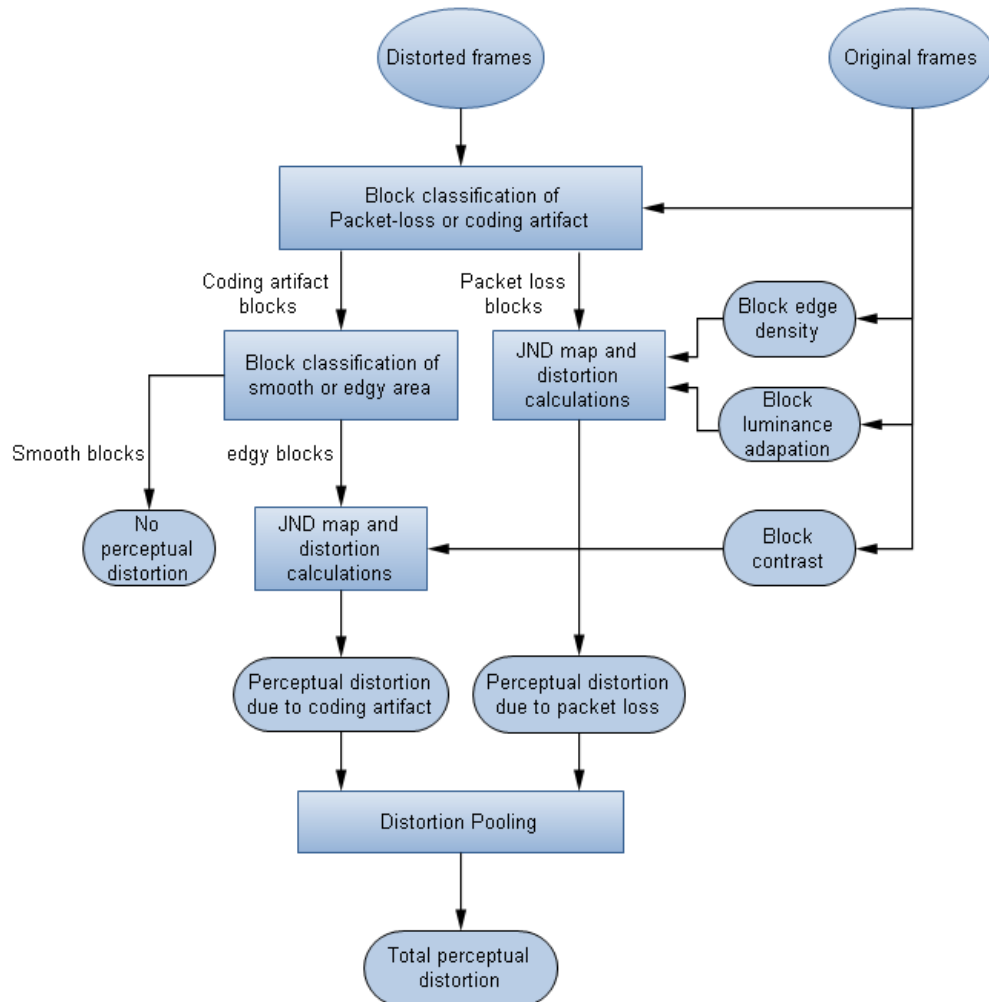 Distorted frames
Original frames
Block classification of
Packet-loss or coding artifact
Coding artifact
blocks
Packet loss
blocks
Block edge
density
Block classification of
smooth or edgy area
JND map and
distortion
calculations
Block
luminance
adapation
Smooth blocks
edgy blocks
No
perceptual
distortion
JND map and
distortion
calculations
Block
contrast
Perceptual distortion
due to coding artifact
Perceptual distortion
due to packet loss
Distortion Pooling
Total perceptual
distortion